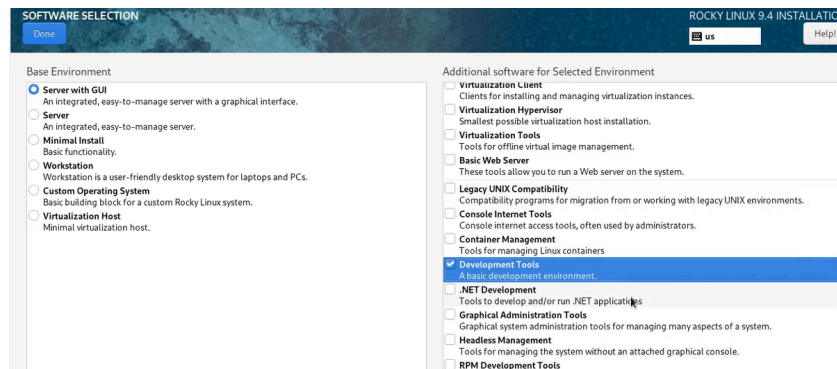 SOFTWARE SELECTION
Done
ROCKY LINUX 9.4 INSTALLATIO
us
Help!
Base Environment
Server with GUI
An integrated, easy-to-manage server with a graphical interface.
Server
An integrated, easy-to-manage server.
Minimal Install
Basic functionality.
Workstation
Workstation is a user-friendly desktop system for laptops and PCs.
Custom Operating System
Basic building block for a custom Rocky Linux system.
Virtualization Host
Minimal virtualization host.
Additional software for Selected Environment
Virtualization Client
Clients for installing and managing virtualization instances.
Virtualization Hypervisor
Smallest possible virtualization host installation.
Virtualization Tools
Tools for offline virtual image management.
Basic Web Server
These tools allow you to run a Web server on the system.
Legacy UNIX Compatibility
Compatibility programs for migration from or working with legacy UNIX environments.
Console Internet Tools
Console internet access tools, often used by administrators.
Container Management
Tools for managing Linux containers
Development Tools
A basic development environment.
.NET Development
Tools to develop and/or run .NET applications
Graphical Administration Tools
Graphical system administration tools for managing many aspects of a system.
Headless Management
Tools for managing the system without an attached graphical console.
RPM Development Tools